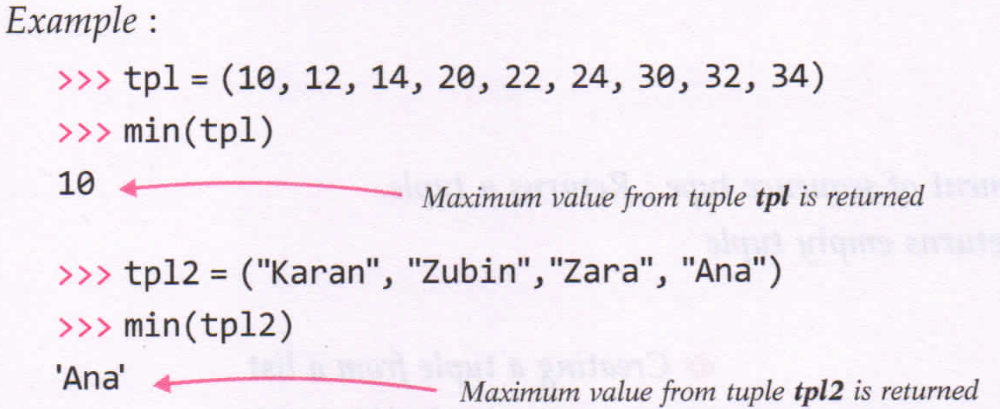 Example :
>>> tpl = (10, 12, 14, 20, 22, 24, 30, 32, 34)
>>> min(tpl)
10 Maximum value from tuple tpl is returned
>>> tpl2 = ("Karan", "Zubin","Zara", "Ana")
>>> min(tpl2)
'Ana' Maximum value from tuple tpl2 is returned